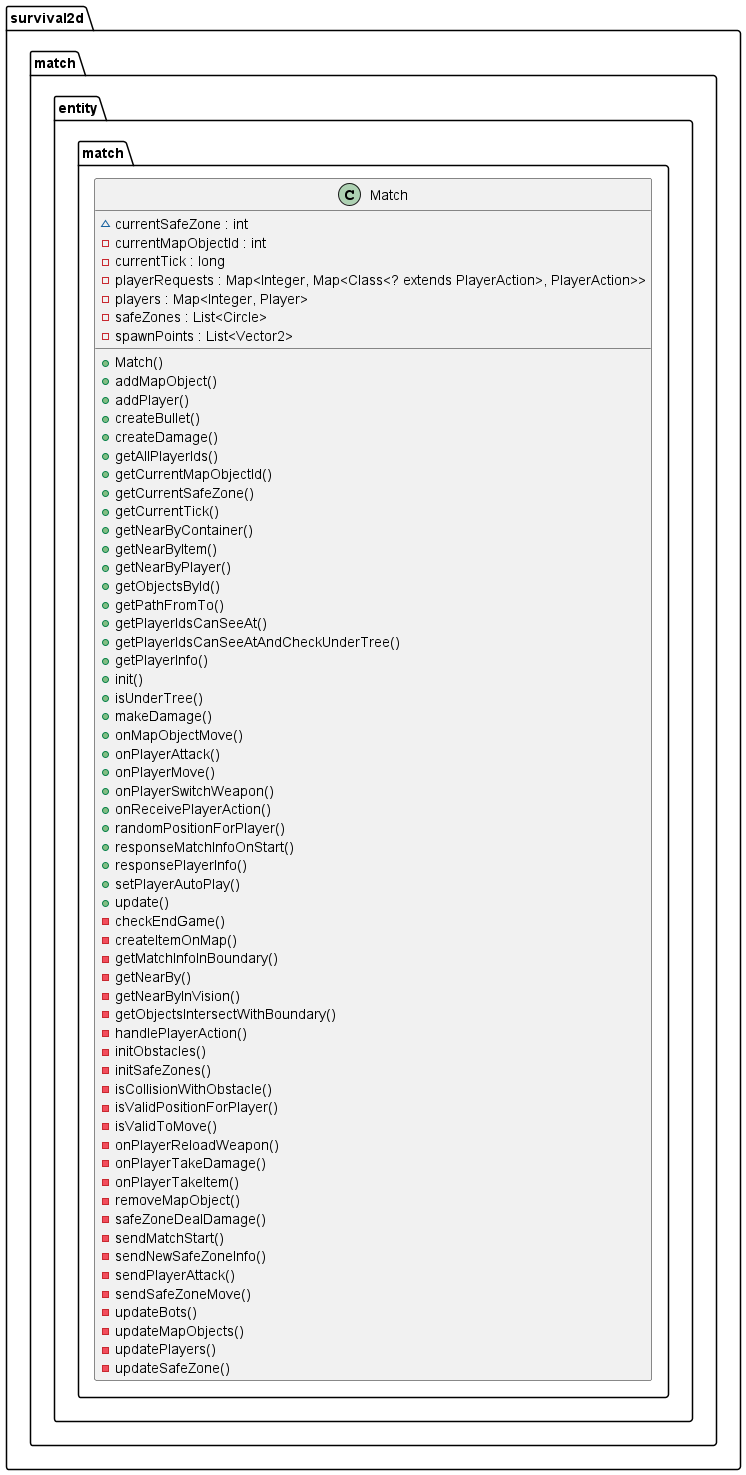 survival2d
match
entity
match
C Match
currentSafeZone : int
currentMapObjectId : int
currentTick : long
playerRequests : Map<Integer, Map<Class<? extends PlayerAction>, PlayerAction>>
players : Map<Integer, Player>
safeZones : List<Circle>
spawnPoints : List<Vector2>
Match()
addMapObject()
addPlayer()
createBullet()
createDamage()
getAllPlayerIds()
getCurrentMapObjectId()
getCurrentSafeZone()
getCurrentTick()
getNearByContainer()
getNearByItem()
getNearByPlayer()
getObjectsById()
getPathFromTo()
getPlayerIdsCanSeeAt()
getPlayerIdsCanSeeAtAndCheckUnderTree()
getPlayerInfo()
init()
isUnderTree()
makeDamage()
onMapObjectMove()
onPlayerAttack()
onPlayerMove()
onPlayerSwitchWeapon()
onReceivePlayerAction()
randomPositionForPlayer()
responseMatchInfoOnStart()
responsePlayerInfo()
setPlayerAutoPlay()
update()
checkEndGame()
createItemOnMap()
getMatchInfoInBoundary()
getNearBy()
getNearByInVision()
getObjectsIntersectWithBoundary()
handlePlayerAction()
initObstacles()
initSafeZones()
isCollisionWithObstacle()
isValidPositionForPlayer()
isValidToMove()
onPlayerReloadWeapon()
onPlayerTakeDamage()
onPlayerTakeItem()
removeMapObject()
safeZoneDealDamage()
sendMatchStart()
sendNewSafeZoneInfo()
sendPlayerAttack()
sendSafeZoneMove()
updateBots()
updateMapObjects()
updatePlayers()
updateSafeZone()